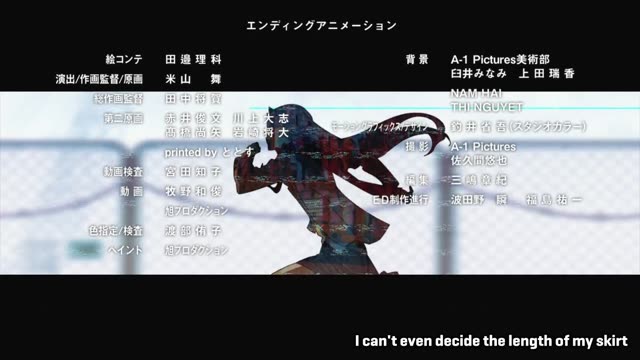 エンディングアニメーション
絵コンテ 田邉理科
演出/作画監督/原画 米山 舞
総作画監督 田中将賀
第二原画 赤井俊文 川上大志
高橋尚矢 岩崎将大
printed by ととす
動画検査 宮田知子
動画 牧野和俊
旭プロダクション
色指定/検査 渡部侑子
ペイント 旭プロダクション
背景 A-1 Pictures美術部
臼井みなみ 上田瑞香
NAM HAI
THI NGUYET
モーショングラフィックス/デザイン 釣井省吾(スタジオカラー)
撮影 A-1 Pictures
佐久間悠也
編集 三嶋章紀
ED制作進行 波田野 瞬 福島祐一
I can't even decide the length of my skirt